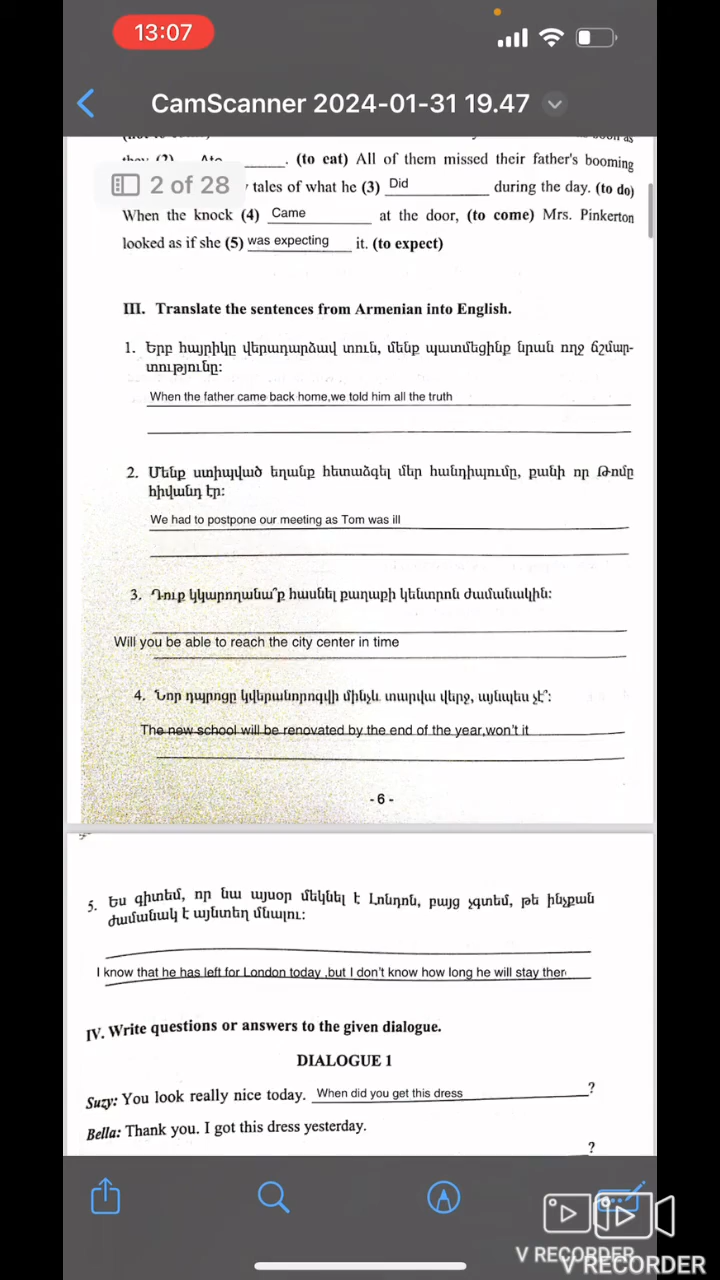 13:07
CamScanner 2024-01-31 19.47
they (2) Ate ______. (to eat) All of them missed their father's booming
2 of 28
tales of what he (3) Did during the day. (to do)
When the knock (4) Came at the door, (to come) Mrs. Pinkerton
looked as if she (5) was expecting it. (to expect)
III. Translate the sentences from Armenian into English.
1. Երբ հայրիկը վերադարձավ տուն, մենք պատմեցինք նրան ողջ ճշմար-
տությունը:
When the father came back home,we told him all the truth
2. Մենք ստիպված եղանք հետաձգել մեր հանդիպումը, քանի որ Թոմը
հիվանդ էր:
We had to postpone our meeting as Tom was ill
3. Դուք կկարողանա՞ք հասնել քաղաքի կենտրոն ժամանակին:
Will you be able to reach the city center in time
4. Նոր դպրոցը կվերանորոգվի մինչև տարվա վերջ, այնպես չէ՞:
The new school will be renovated by the end of the year,won't it
- 6 -
5. Ես գիտեմ, որ նա այսօր մեկնել է Լոնդոն, բայց չգտեմ, թե ինչքան
ժամանակ է այնտեղ մնալու:
I know that he has left for London today ,but I don't know how long he will stay ther
IV. Write questions or answers to the given dialogue.
DIALOGUE 1
Suzy: You look really nice today. When did you get this dress ?
Bella: Thank you. I got this dress yesterday.
?
V RECORDER
V RECORDER